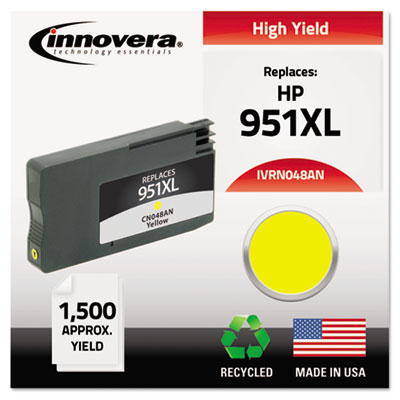 innovera®
technology essentials
High Yield
Replaces:
HP
951XL
IVRN048AN
REPLACES
951XL
CN048AN
Yellow
1,500
APPROX.
YIELD
RECYCLED
MADE IN USA